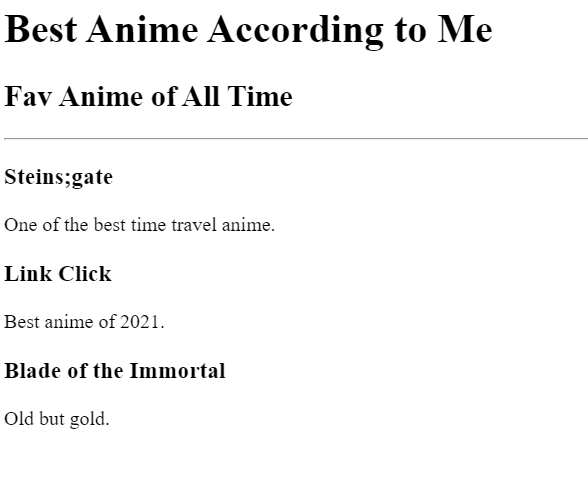 Best Anime According to Me
Fav Anime of All Time
Steins;gate
One of the best time travel anime.
Link Click
Best anime of 2021.
Blade of the Immortal
Old but gold.